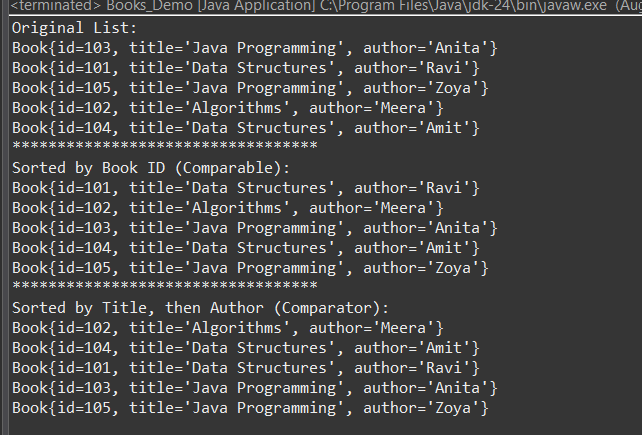 <terminated> Books_Demo [Java Application] C:\Program Files\Java\jdk-24\bin\javaw.exe (Aug
Original List:
Book{id=103, title='Java Programming', author='Anita'}
Book{id=101, title='Data Structures', author='Ravi'}
Book{id=105, title='Java Programming', author='Zoya'}
Book{id=102, title='Algorithms', author='Meera'}
Book{id=104, title='Data Structures', author='Amit'}
**********************************
Sorted by Book ID (Comparable):
Book{id=101, title='Data Structures', author='Ravi'}
Book{id=102, title='Algorithms', author='Meera'}
Book{id=103, title='Java Programming', author='Anita'}
Book{id=104, title='Data Structures', author='Amit'}
Book{id=105, title='Java Programming', author='Zoya'}
**********************************
Sorted by Title, then Author (Comparator):
Book{id=102, title='Algorithms', author='Meera'}
Book{id=104, title='Data Structures', author='Amit'}
Book{id=101, title='Data Structures', author='Ravi'}
Book{id=103, title='Java Programming', author='Anita'}
Book{id=105, title='Java Programming', author='Zoya'}